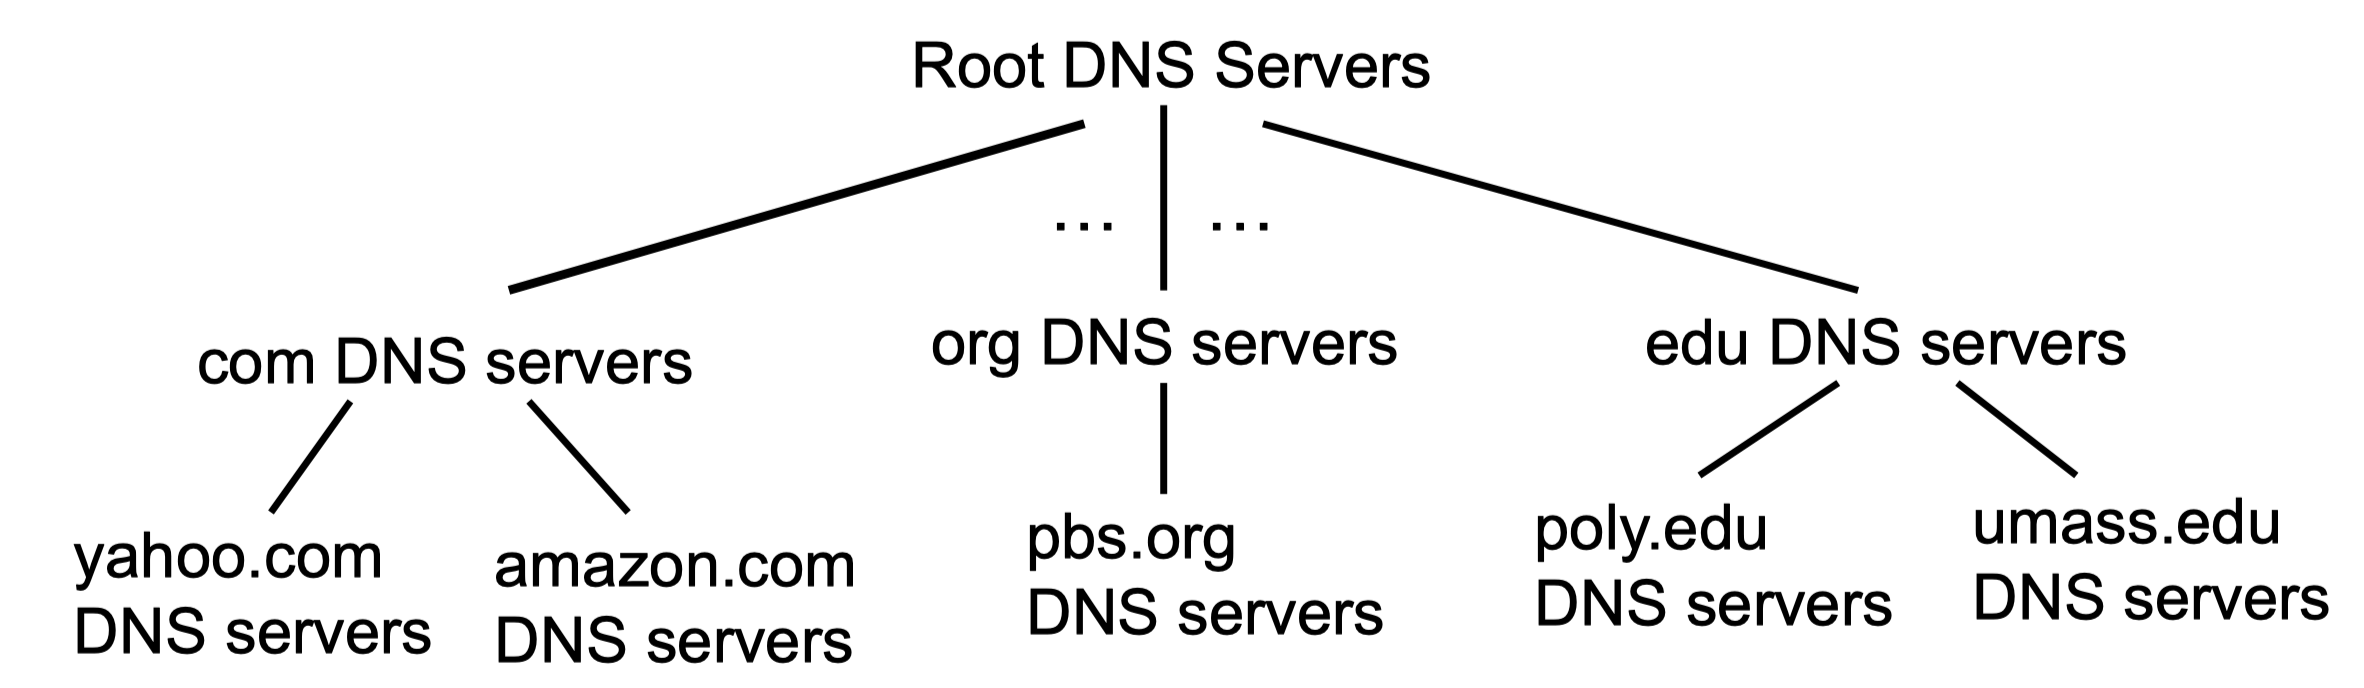 Root DNS Servers
... ...
com DNS servers
org DNS servers
edu DNS servers
yahoo.com
DNS servers
amazon.com
DNS servers
pbs.org
DNS servers
poly.edu
DNS servers
umass.edu
DNS servers